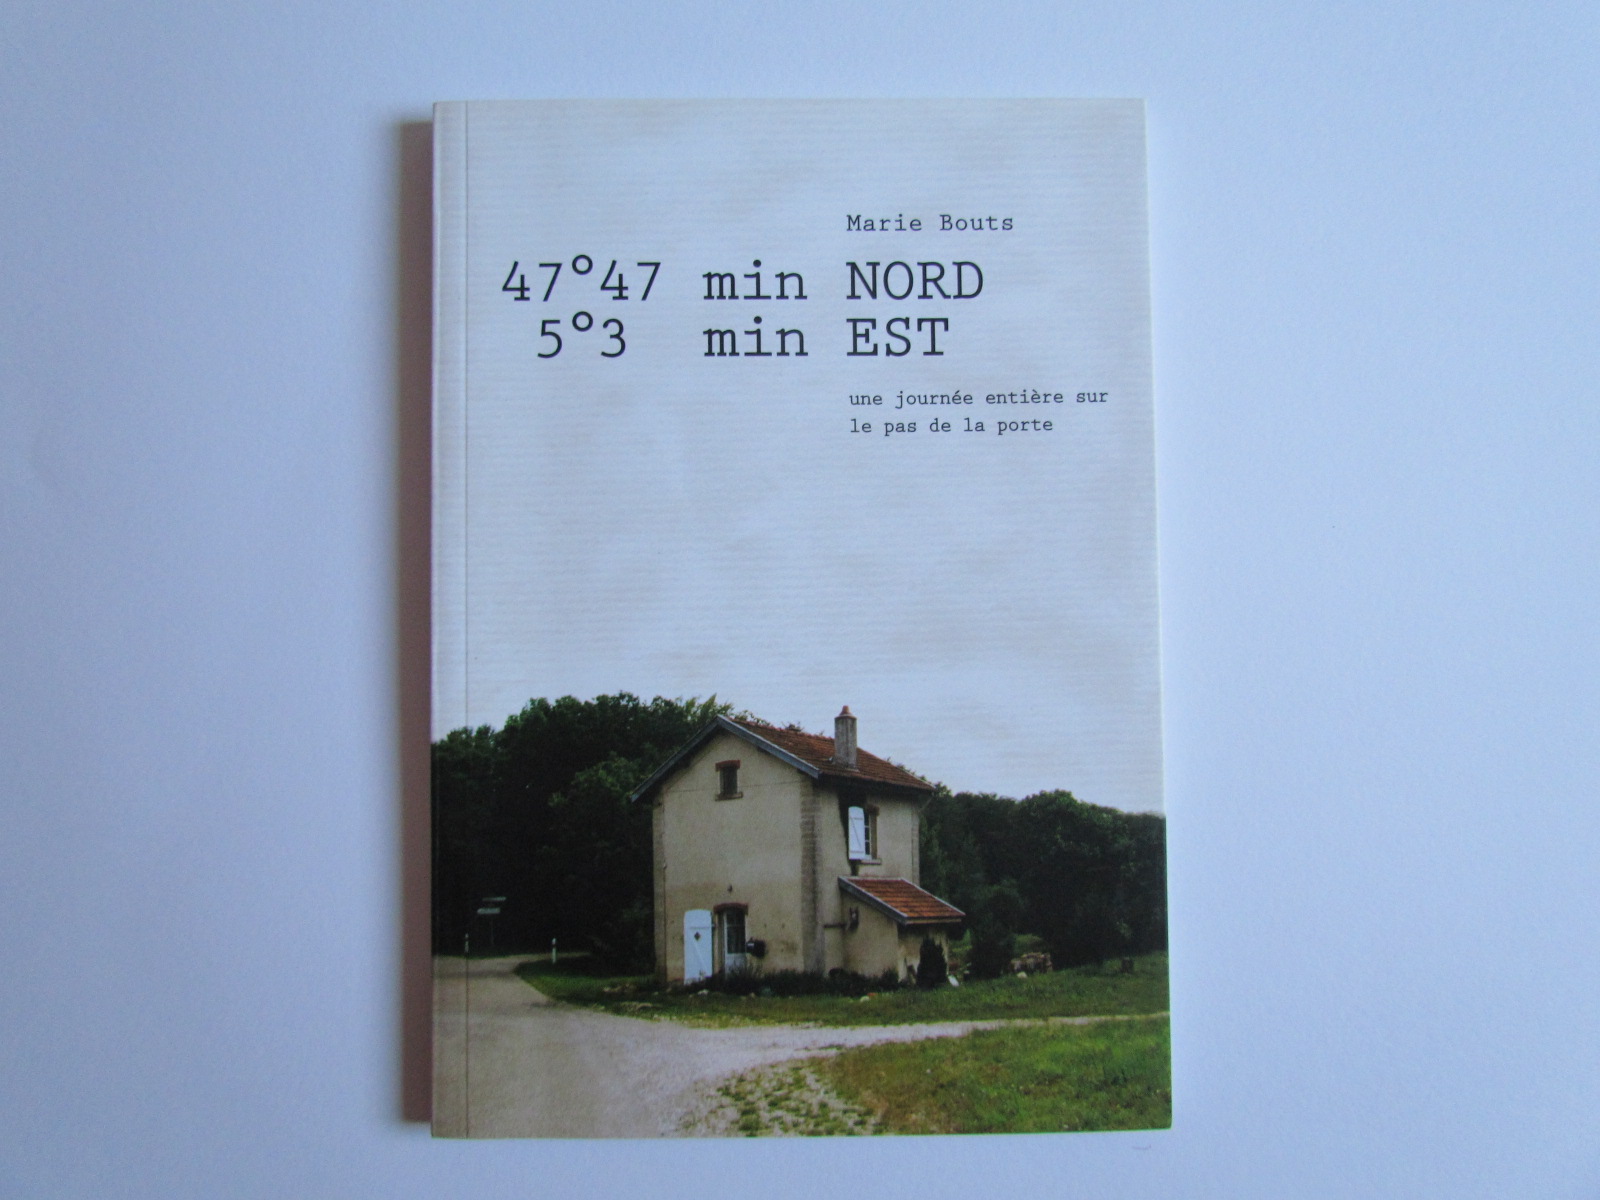 Marie Bouts
47°47 min NORD
5°3 min EST
une journée entière sur
le pas de la porte